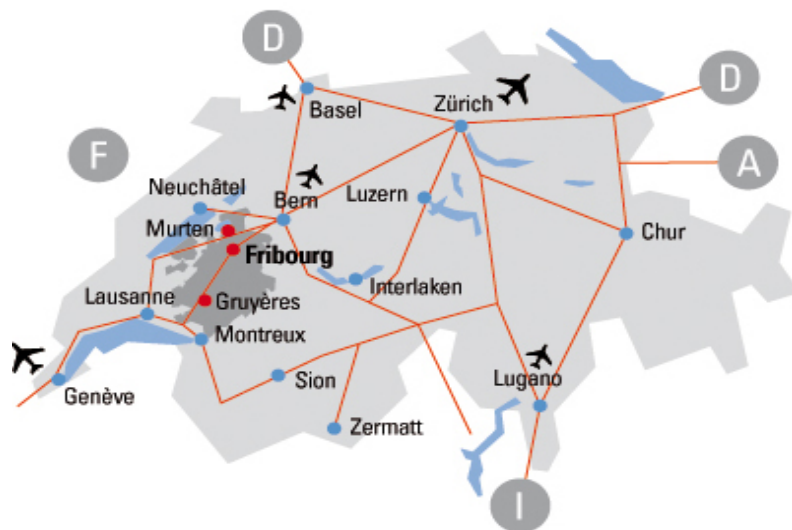 D
Basel
Zürich
D
F
A
Neuchâtel
Bern
Luzern
Murten
Chur
Fribourg
Interlaken
Lausanne
Gruyères
Montreux
Genève
Sion
Lugano
Zermatt
I